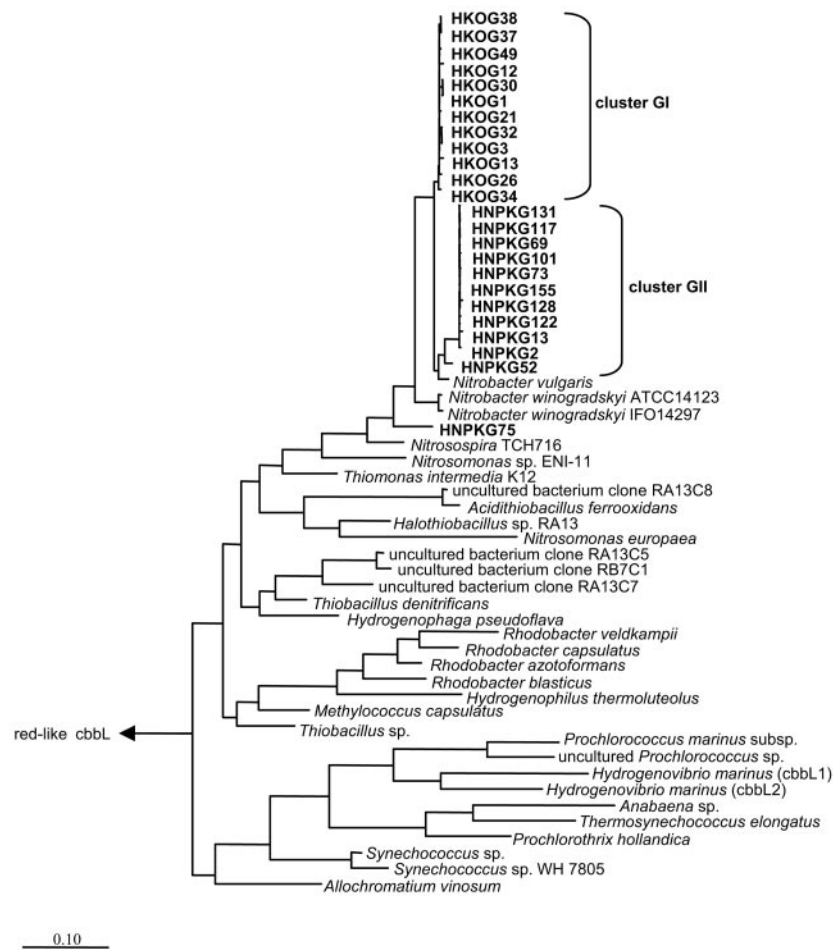 HKOG38
HKOG37
HKOG49
HKOG12
HKOG30
HKOG1
HKOG21
HKOG32
HKOG3
HKOG13
HKOG26
HKOG34
cluster GI
HNPKG131
HNPKG117
HNPKG69
HNPKG101
HNPKG73
HNPKG155
HNPKG128
HNPKG122
HNPKG13
HNPKG2
HNPKG52
cluster GII
Nitrobacter vulgaris
Nitrobacter winogradskyi ATCC14123
Nitrobacter winogradskyi IFO14297
HNPKG75
Nitrosospira TCH716
Nitrosomonas sp. ENI-11
Thiomonas intermedia K12
uncultured bacterium clone RA13C8
Acidithiobacillus ferrooxidans
Halothiobacillus sp. RA13
Nitrosomonas europaea
uncultured bacterium clone RA13C5
uncultured bacterium clone RB7C1
uncultured bacterium clone RA13C7
Thiobacillus denitrificans
Hydrogenophaga pseudoflava
Rhodobacter veldkampii
Rhodobacter capsulatus
Rhodobacter azotoformans
Rhodobacter blasticus
Hydrogenophilus thermoluteolus
Methylococcus capsulatus
Thiobacillus sp.
red-like cbbL
Prochlorococcus marinus subsp.
uncultured Prochlorococcus sp.
Hydrogenovibrio marinus (cbbL1)
Hydrogenovibrio marinus (cbbL2)
Anabaena sp.
Thermosynechococcus elongatus
Prochlorothrix hollandica
Synechococcus sp.
Synechococcus sp. WH 7805
Allochromatium vinosum
0.10